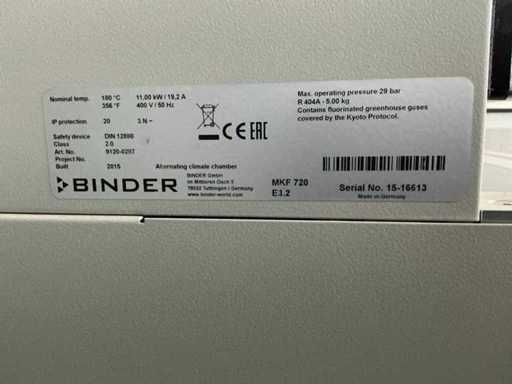 Nominal temp. 180 °C 11,00 kW / 19,2 A
356 °F 400 V / 50 Hz
IP protection 20 3 N ~
Safety device DIN 12880
Class 2.0
Art. No. 9120-0297
Project No.
Built 2015 Alternating climate chamber
BINDER
BINDER GmbH
Im Mittleren Ösch 5
78532 Tuttlingen / Germany
www.binder-world.com
CE EAC
Max. operating pressure 29 bar
R 404A - 5,00 kg
Contains fluorinated greenhouse gases
covered by the Kyoto Protocol.
MKF 720
E3.2
Serial No. 15-16613
Made in Germany